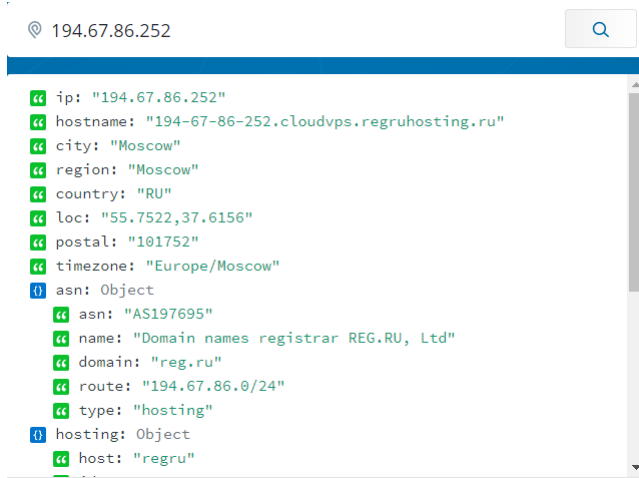 194.67.86.252
ip: "194.67.86.252"
hostname: "194-67-86-252.cloudvps.regruhosting.ru"
city: "Moscow"
region: "Moscow"
country: "RU"
loc: "55.7522,37.6156"
postal: "101752"
timezone: "Europe/Moscow"
{} asn: Object
asn: "AS197695"
name: "Domain names registrar REG.RU, Ltd"
domain: "reg.ru"
route: "194.67.86.0/24"
type: "hosting"
{} hosting: Object
host: "regru"